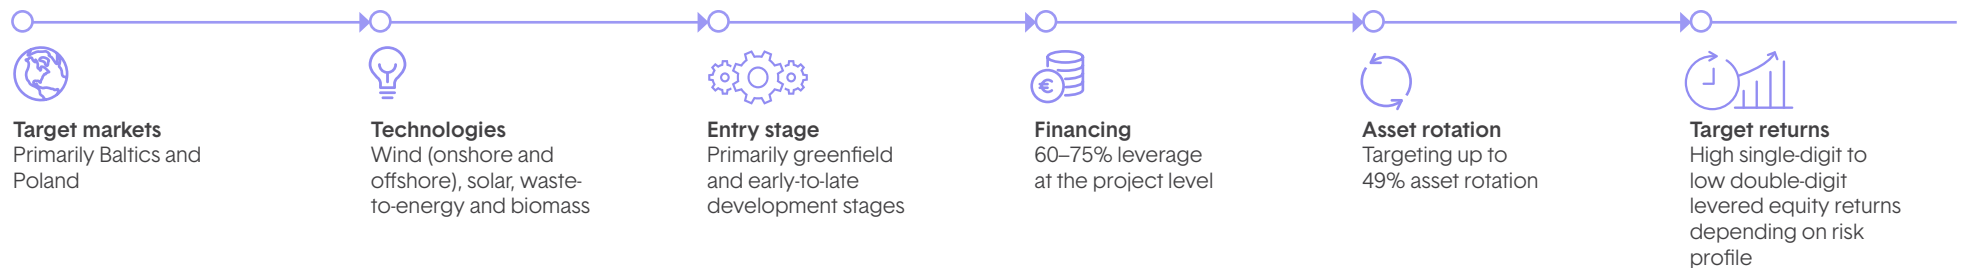 Target markets
Primarily Baltics and
Poland
Technologies
Wind (onshore and
offshore), solar, waste-
to-energy and biomass
Entry stage
Primarily greenfield
and early-to-late
development stages
Financing
60–75% leverage
at the project level
Asset rotation
Targeting up to
49% asset rotation
Target returns
High single-digit to
low double-digit
levered equity returns
depending on risk
profile